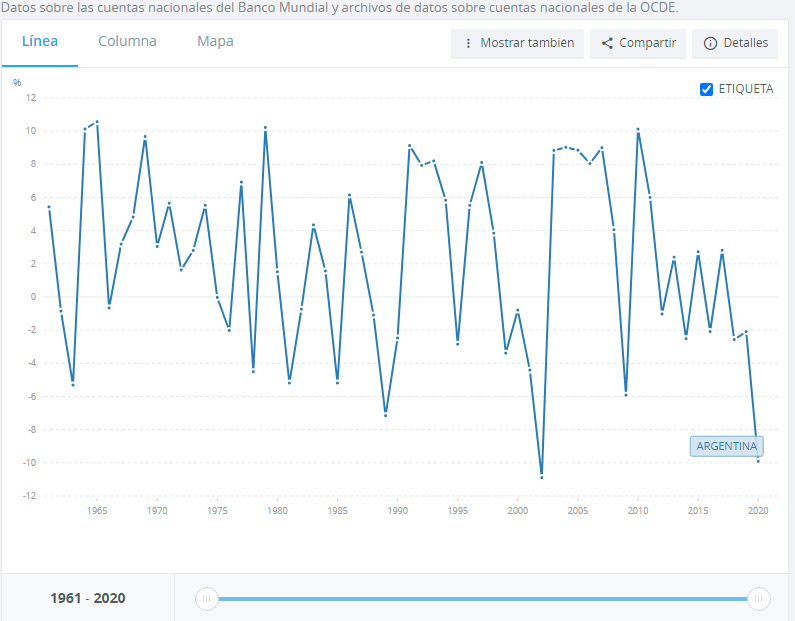 Datos sobre las cuentas nacionales del Banco Mundial y archivos de datos sobre cuentas nacionales de la OCDE.
Línea Columna Mapa Mostrar también Compartir Detalles
%
ETIQUETA
12
10
8
6
4
2
0
-2
-4
-6
-8
ARGENTINA
-10
-12
1965 1970 1975 1980 1985 1990 1995 2000 2005 2010 2015 2020
1961 - 2020